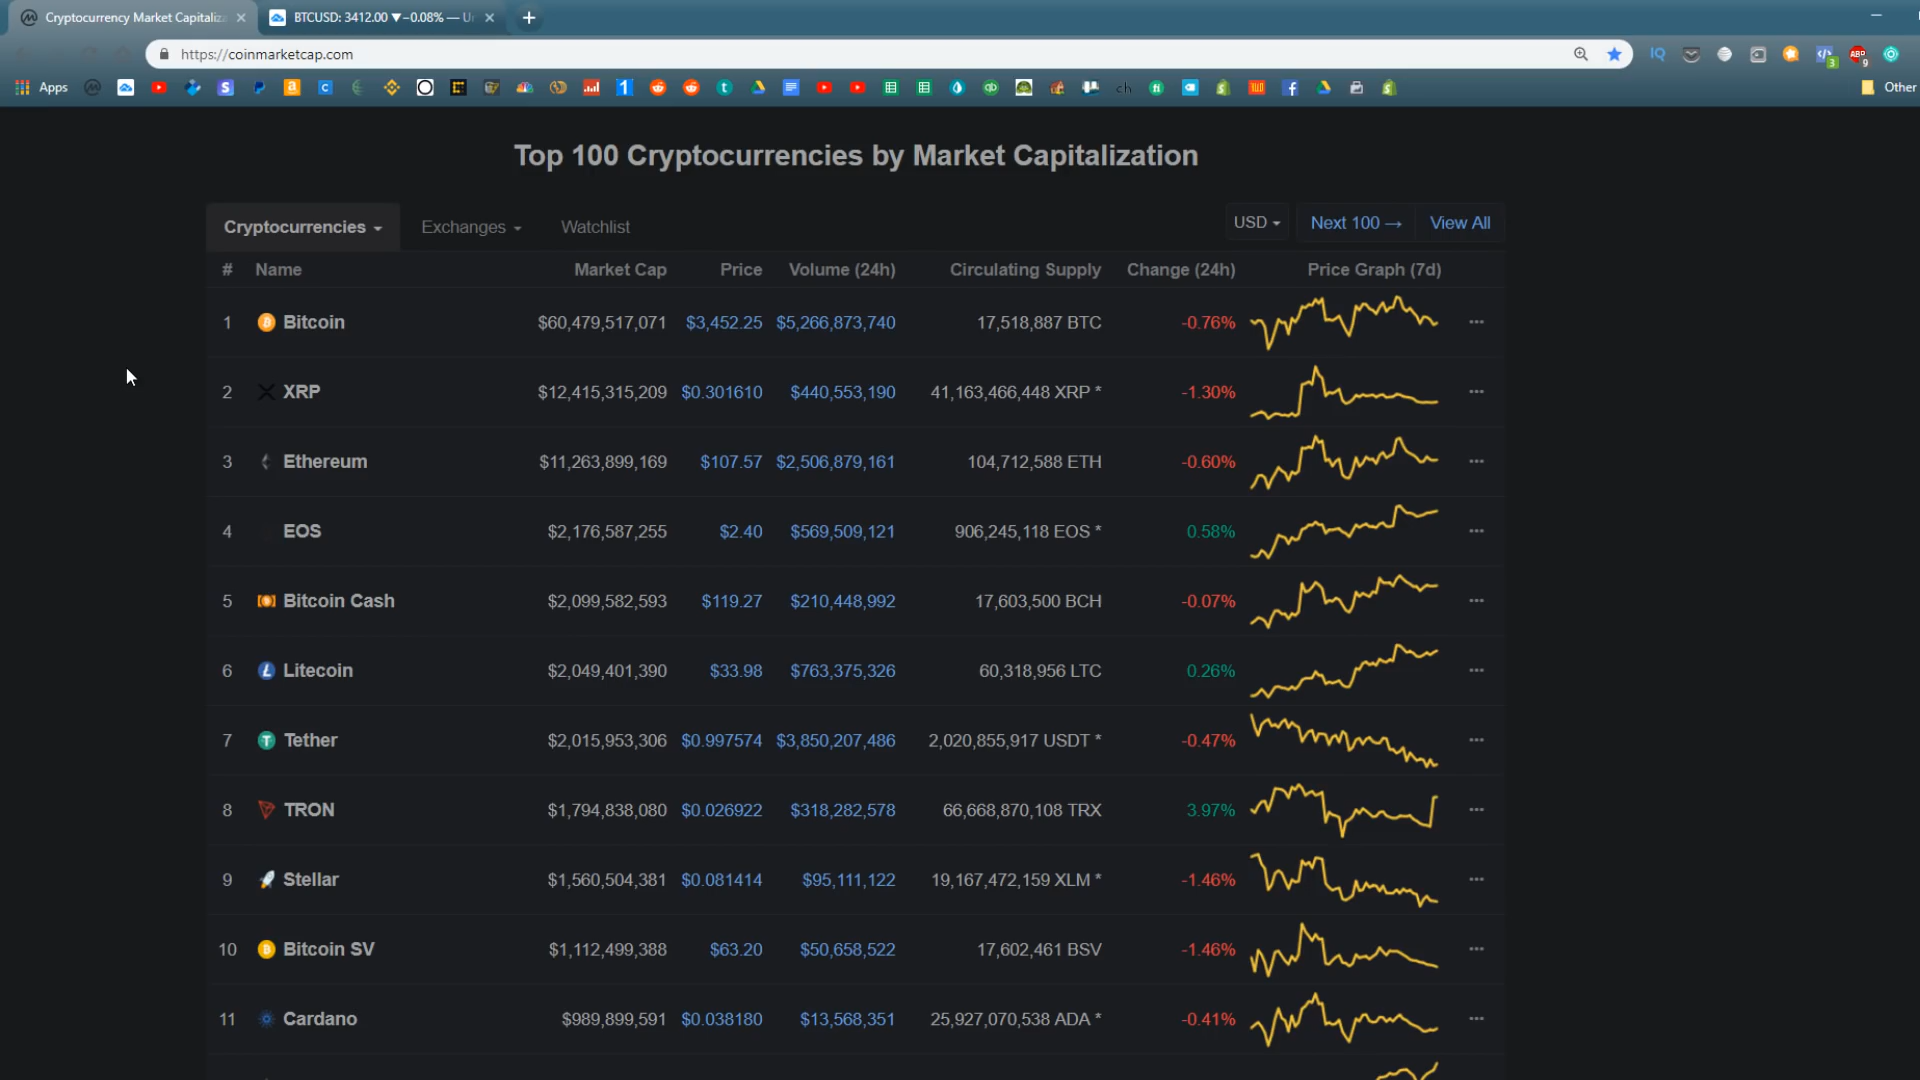 Cryptocurrency Market Capitaliz
BTCUSD: 3412.00 ▼−0.08% — U
https://coinmarketcap.com
Apps
Other
Top 100 Cryptocurrencies by Market Capitalization
Cryptocurrencies
Exchanges
Watchlist
USD
Next 100 →
View All
# Name Market Cap Price Volume (24h) Circulating Supply Change (24h) Price Graph (7d)
1 Bitcoin $60,479,517,071 $3,452.25 $5,266,873,740 17,518,887 BTC -0.76%
2 XRP $12,415,315,209 $0.301610 $440,553,190 41,163,466,448 XRP * -1.30%
3 Ethereum $11,263,899,169 $107.57 $2,506,879,161 104,712,588 ETH -0.60%
4 EOS $2,176,587,255 $2.40 $569,509,121 906,245,118 EOS * 0.58%
5 Bitcoin Cash $2,099,582,593 $119.27 $210,448,992 17,603,500 BCH -0.07%
6 Litecoin $2,049,401,390 $33.98 $763,375,326 60,318,956 LTC 0.26%
7 Tether $2,015,953,306 $0.997574 $3,850,207,486 2,020,855,917 USDT * -0.47%
8 TRON $1,794,838,080 $0.026922 $318,282,578 66,668,870,108 TRX 3.97%
9 Stellar $1,560,504,381 $0.081414 $95,111,122 19,167,472,159 XLM * -1.46%
10 Bitcoin SV $1,112,499,388 $63.20 $50,658,522 17,602,461 BSV -1.46%
11 Cardano $989,899,591 $0.038180 $13,568,351 25,927,070,538 ADA * -0.41%